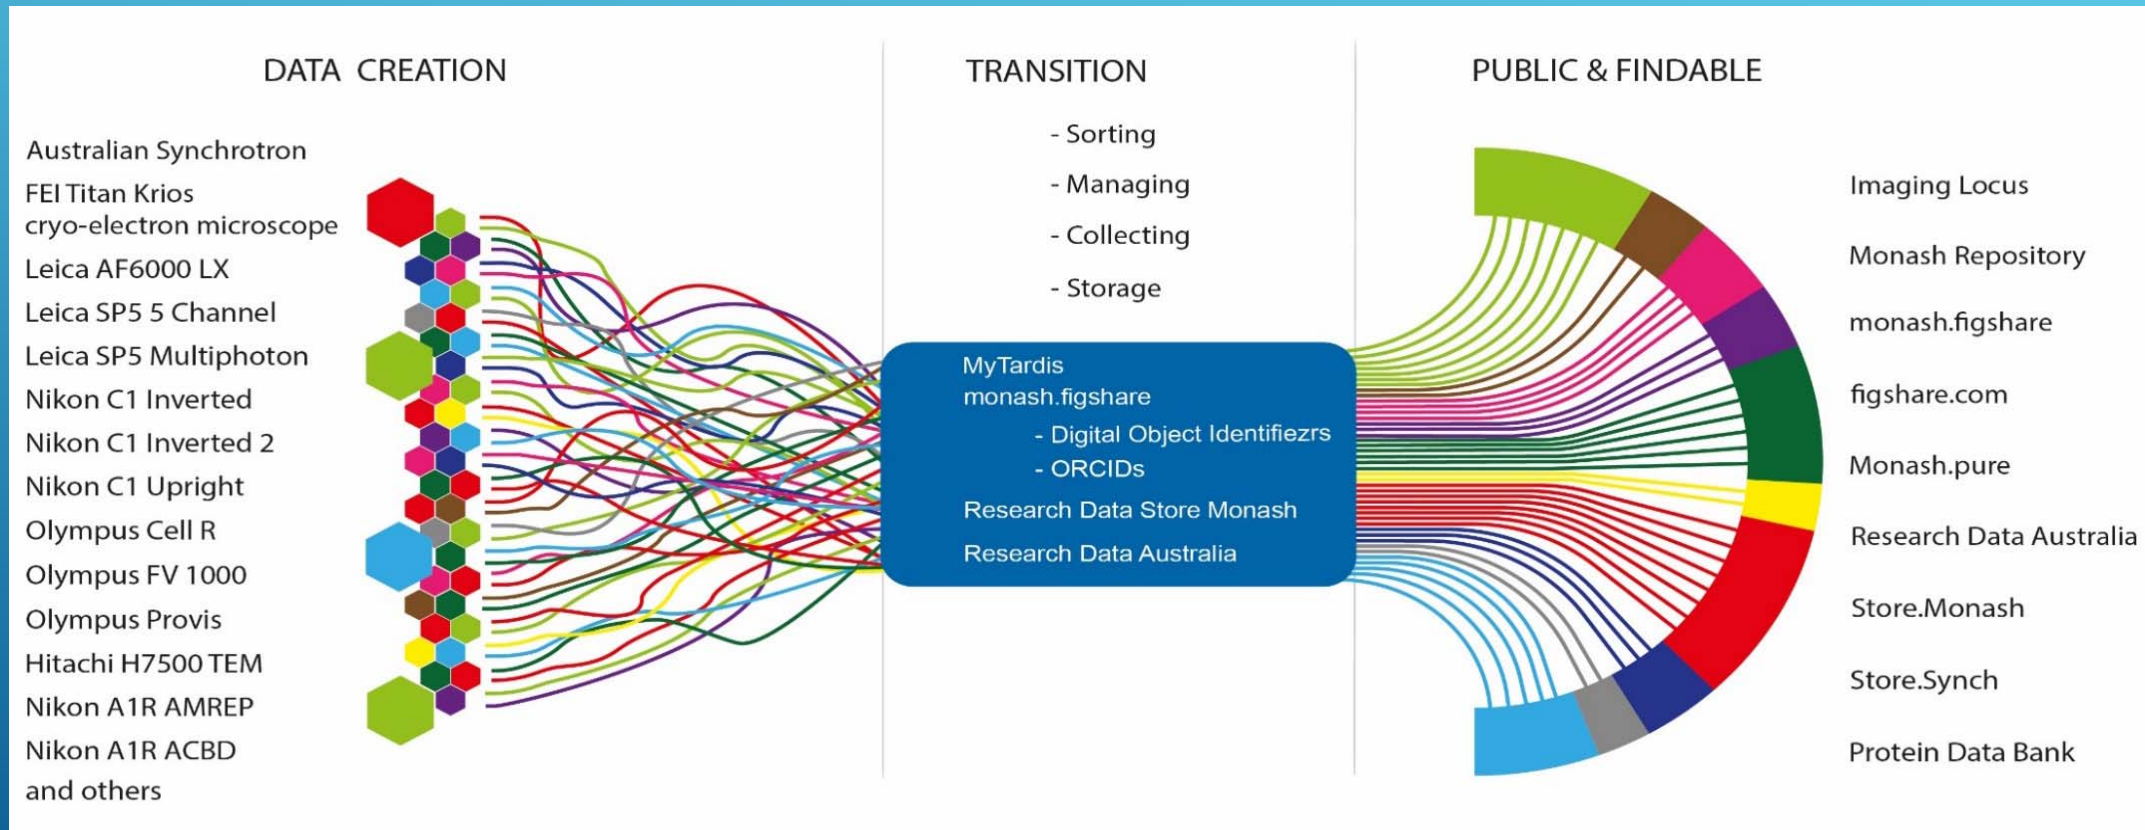 DATA CREATION
Australian Synchrotron
FEI Titan Krios
cryo-electron microscope
Leica AF6000 LX
Leica SP5 5 Channel
Leica SP5 Multiphoton
Nikon C1 Inverted
Nikon C1 Inverted 2
Nikon C1 Upright
Olympus Cell R
Olympus FV 1000
Olympus Provis
Hitachi H7500 TEM
Nikon A1R AMREP
Nikon A1R ACBD
and others
TRANSITION
- Sorting
- Managing
- Collecting
- Storage
MyTardis
monash.figshare
- Digital Object Identifiezrs
- ORCIDs
Research Data Store Monash
Research Data Australia
PUBLIC & FINDABLE
Imaging Locus
Monash Repository
monash.figshare
figshare.com
Monash.pure
Research Data Australia
Store.Monash
Store.Synch
Protein Data Bank